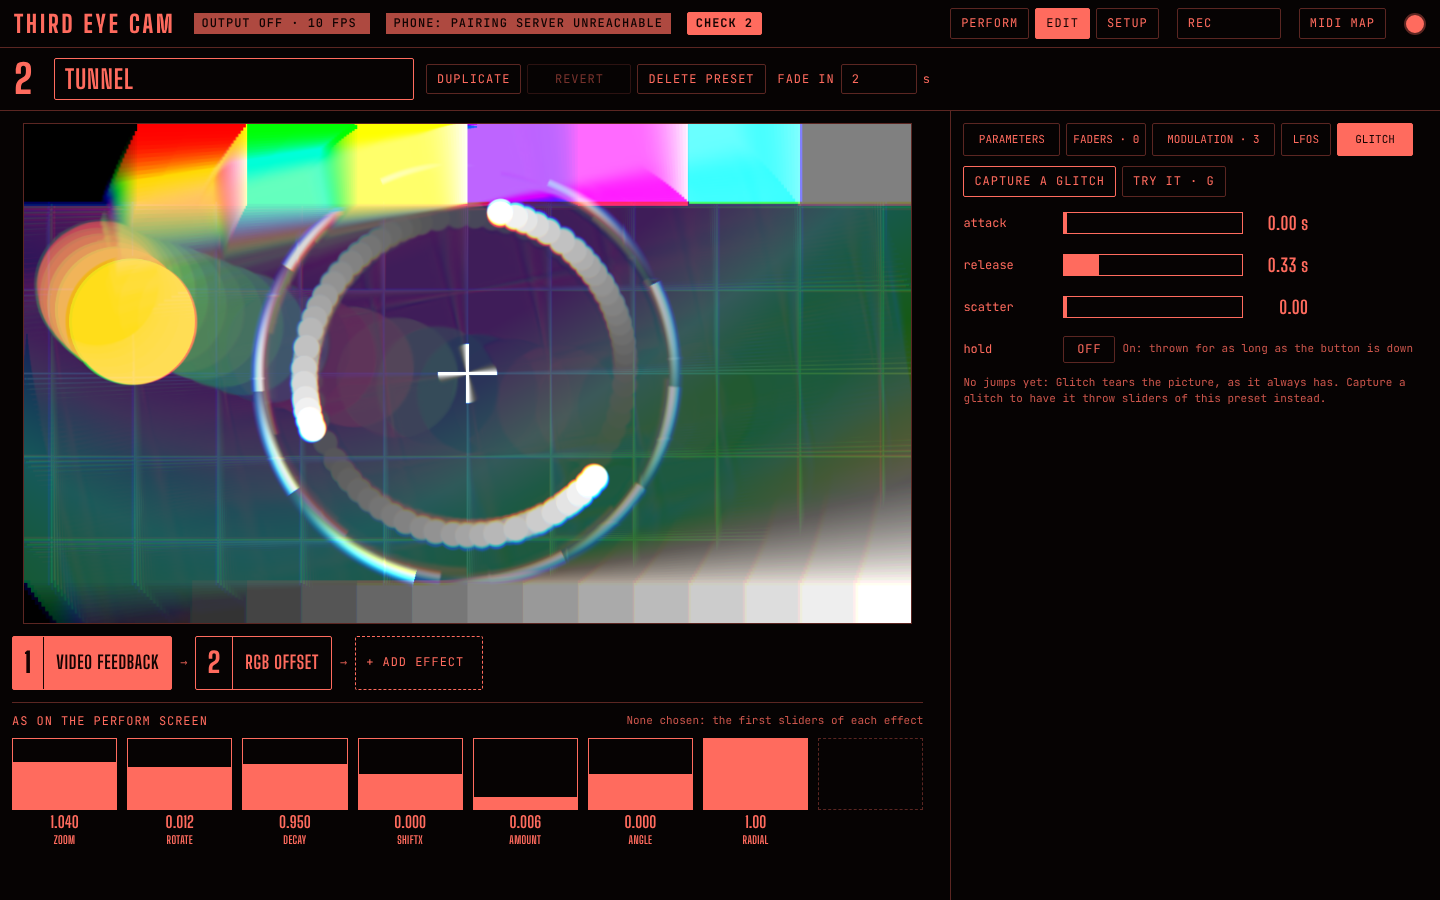 THIRD EYE CAM
OUTPUT OFF · 10 FPS
PHONE: PAIRING SERVER UNREACHABLE
CHECK 2
PERFORM
EDIT
SETUP
REC
MIDI MAP
2
TUNNEL
DUPLICATE
REVERT
DELETE PRESET
FADE IN
2
s
PARAMETERS
FADERS · 0
MODULATION · 3
LFOS
GLITCH
CAPTURE A GLITCH
TRY IT · G
attack
0.00 s
release
0.33 s
scatter
0.00
hold
OFF
On: thrown for as long as the button is down
No jumps yet: Glitch tears the picture, as it always has. Capture a
glitch to have it throw sliders of this preset instead.
1
VIDEO FEEDBACK
→
2
RGB OFFSET
→
+ ADD EFFECT
AS ON THE PERFORM SCREEN
None chosen: the first sliders of each effect
1.040
ZOOM
0.012
ROTATE
0.950
DECAY
0.000
SHIFTX
0.006
AMOUNT
0.000
ANGLE
1.00
RADIAL